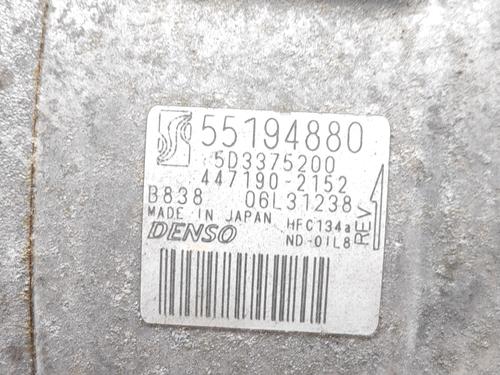 55194880
5D3375200
447190-2152
B838 06L31238
MADE IN JAPAN HFC134a
DENSO ND-OIL8
REV